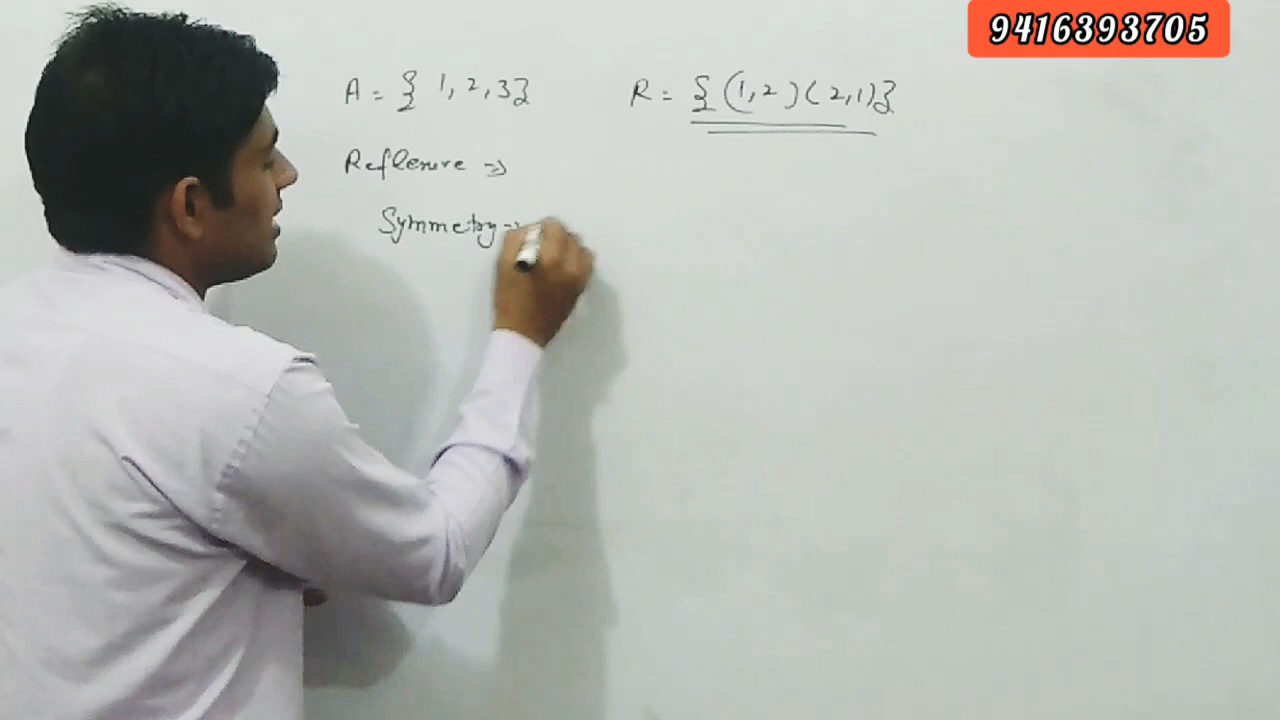 9416393705
A = { 1, 2, 3} R = { (1,2) (2,1)}
Reflexive ⇒
Symmetry ⇒